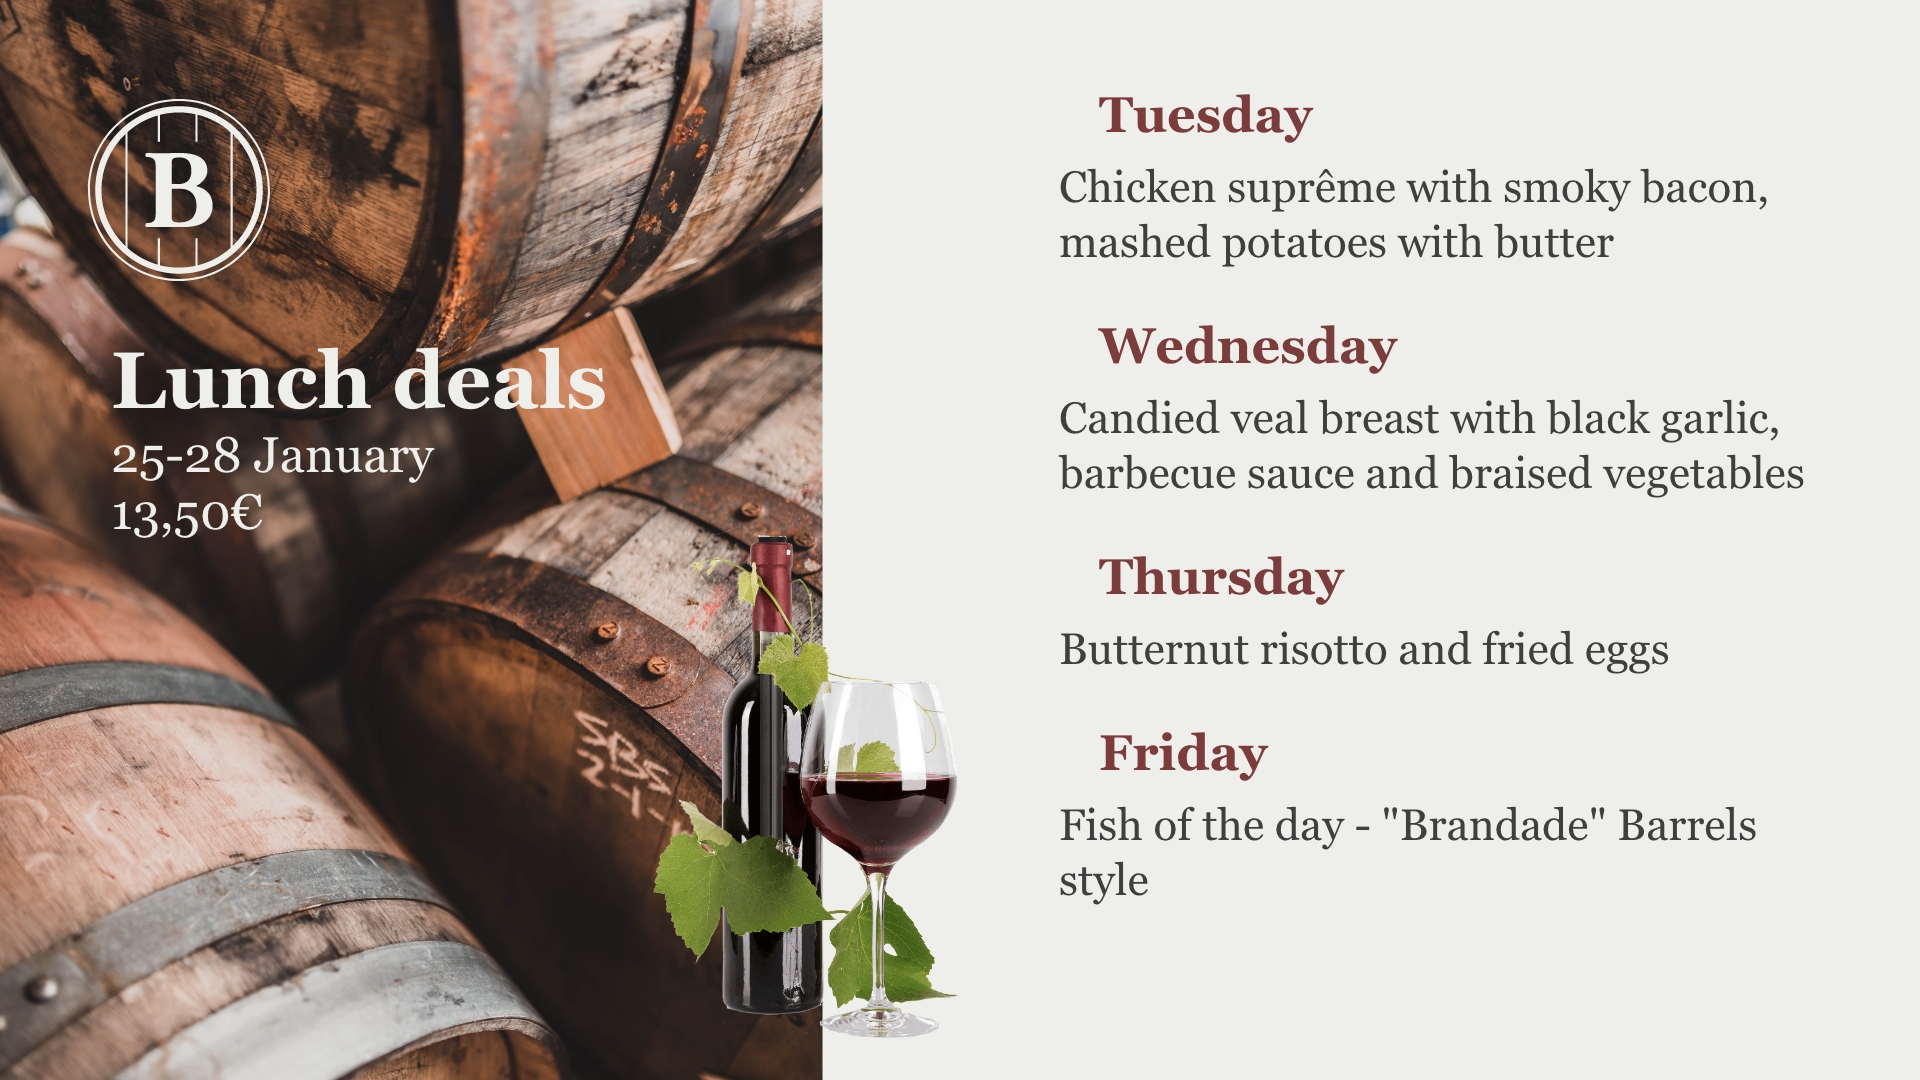 B
Lunch deals
25-28 January
13,50€
Tuesday
Chicken suprême with smoky bacon,
mashed potatoes with butter
Wednesday
Candied veal breast with black garlic,
barbecue sauce and braised vegetables
Thursday
Butternut risotto and fried eggs
Friday
Fish of the day - "Brandade" Barrels
style
SBS